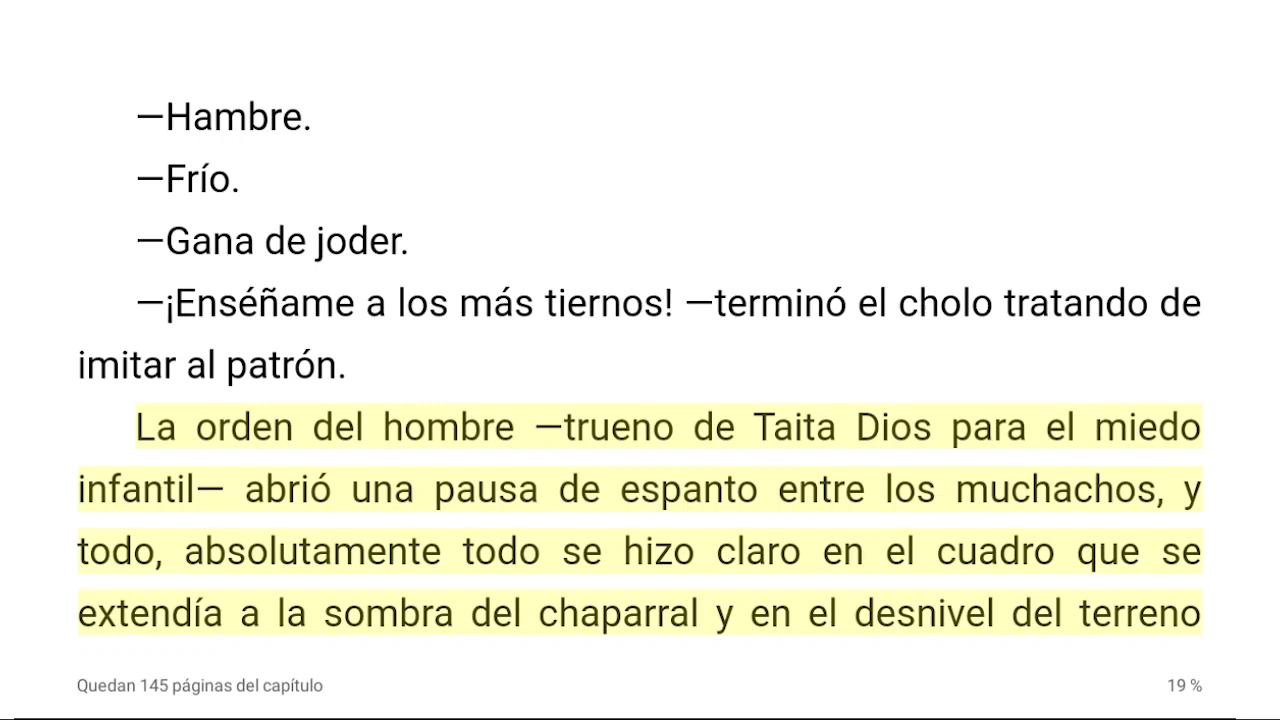 —Hambre.
—Frío.
—Gana de joder.
—¡Enséñame a los más tiernos! —terminó el cholo tratando de
imitar al patrón.
La orden del hombre —trueno de Taita Dios para el miedo
infantil— abrió una pausa de espanto entre los muchachos, y
todo, absolutamente todo se hizo claro en el cuadro que se
extendía a la sombra del chaparral y en el desnivel del terreno
Quedan 145 páginas del capítulo
19 %